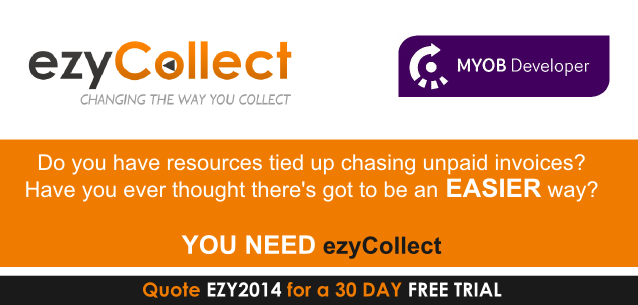 ezyCollect
CHANGING THE WAY YOU COLLECT
MYOB Developer
Do you have resources tied up chasing unpaid invoices?
Have you ever thought there's got to be an EASIER way?
YOU NEED ezyCollect
Quote EZY2014 for a 30 DAY FREE TRIAL